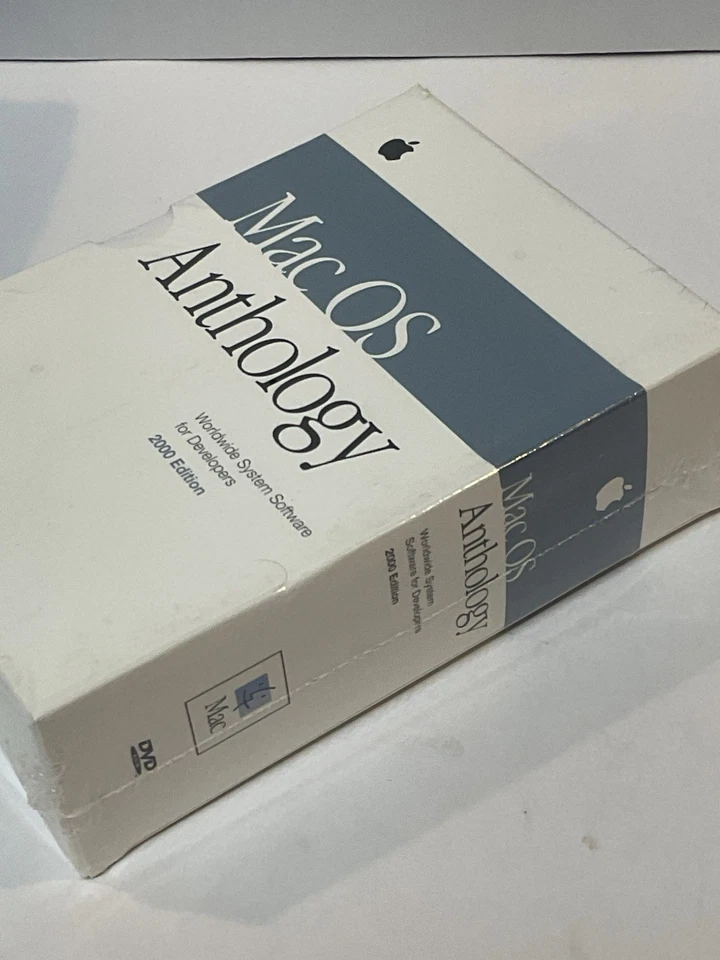 Mac OS
Anthology
Worldwide System Software
for Developers
2000 Edition
Mac OS
Anthology
Worldwide System
Software for Developers
2000 Edition
Mac
DVD